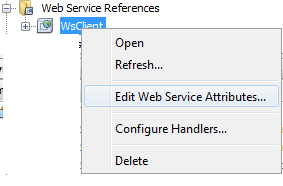 Web Service References
WsClient
Open
Refresh...
Edit Web Service Attributes...
Configure Handlers...
Delete